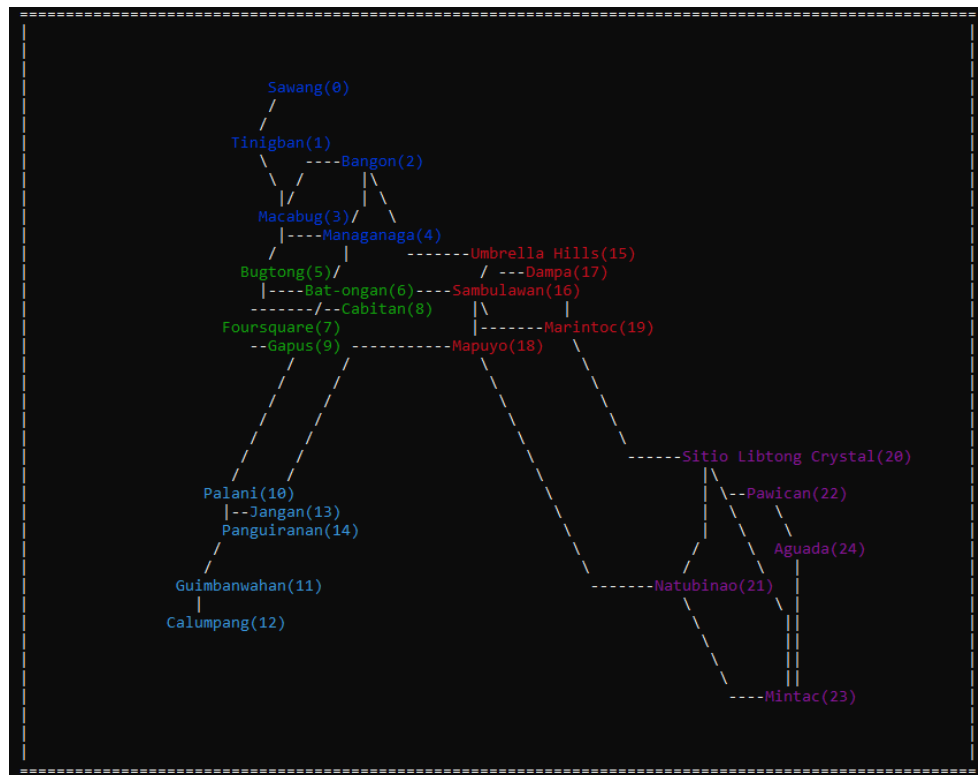 Sawang(0)
Tinigban(1)
Bangon(2)
Macabug(3)
Managanaga(4)
Umbrella Hills(15)
Bugtong(5) Dampa(17)
Bat-ongan(6) Sambulawan(16)
Cabitan(8)
Foursquare(7) Marintoc(19)
Gapus(9) Mapuyo(18)
Sitio Libtong Crystal(20)
Palani(10) Pawican(22)
Jangan(13)
Panguiranan(14)
Aguada(24)
Guimbanwahan(11) Natubinao(21)
Calumpang(12)
Mintac(23)